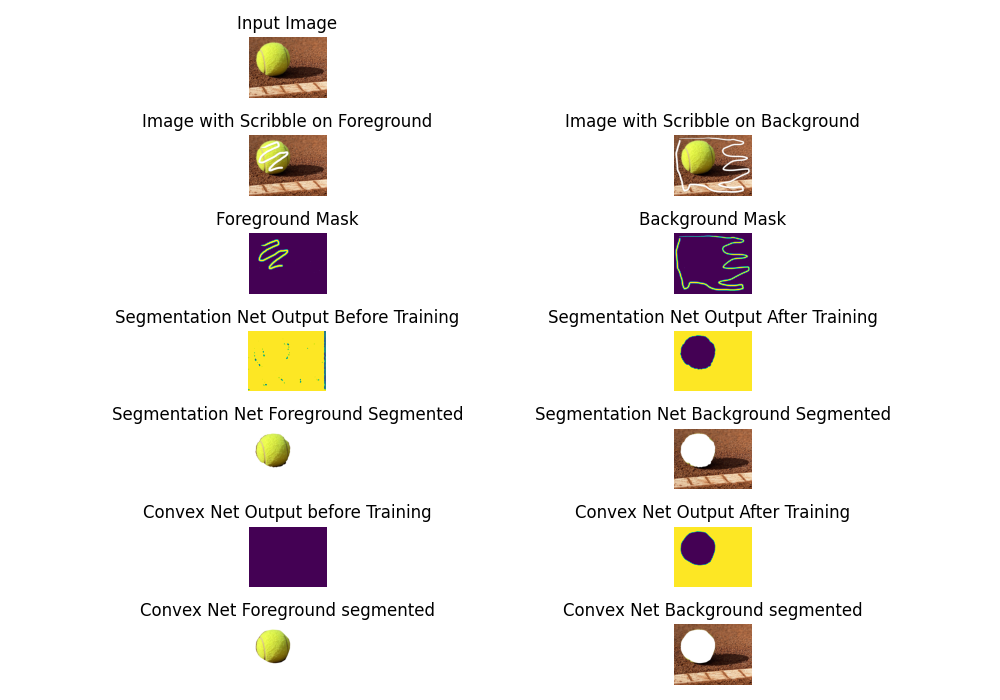 Input Image
Image with Scribble on Foreground
Image with Scribble on Background
Foreground Mask
Background Mask
Segmentation Net Output Before Training
Segmentation Net Output After Training
Segmentation Net Foreground Segmented
Segmentation Net Background Segmented
Convex Net Output before Training
Convex Net Output After Training
Convex Net Foreground segmented
Convex Net Background segmented